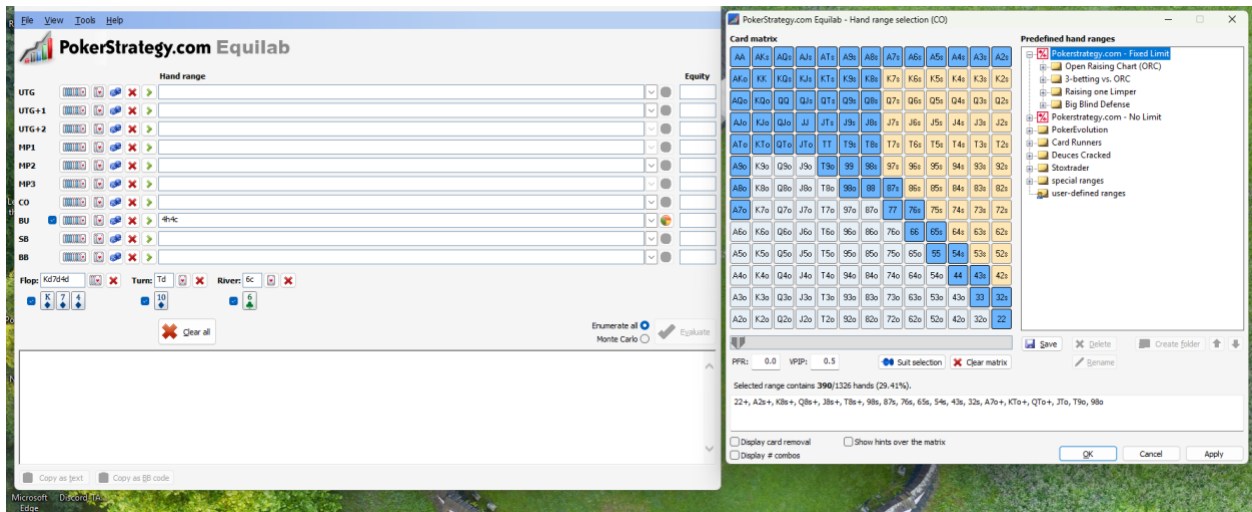 File View Tools Help
PokerStrategy.com Equilab
Hand range Equity
UTG
UTG+1
UTG+2
MP1
MP2
MP3
CO
BU 4h4c
SB
BB
Flop: Kd7d4d Turn: Td River: 6c
K 7 4 10 6
Clear all
Enumerate all
Monte Carlo
Evaluate
Copy as text Copy as BB code
Microsoft Edge
Discord TA
PokerStrategy.com Equilab - Hand range selection (CO)
Card matrix
AA AKs AQs AJs ATs A9s A8s A7s A6s A5s A4s A3s A2s
AKo KK KQs KJs KTs K9s K8s K7s K6s K5s K4s K3s K2s
AQo KQo QQ QJs QTs Q9s Q8s Q7s Q6s Q5s Q4s Q3s Q2s
AJo KJo QJo JJ JTs J9s J8s J7s J6s J5s J4s J3s J2s
ATo KTo QTo JTo TT T9s T8s T7s T6s T5s T4s T3s T2s
A9o K9o Q9o J9o T9o 99 98s 97s 96s 95s 94s 93s 92s
A8o K8o Q8o J8o T8o 98o 88 87s 86s 85s 84s 83s 82s
A7o K7o Q7o J7o T7o 97o 87o 77 76s 75s 74s 73s 72s
A6o K6o Q6o J6o T6o 96o 86o 76o 66 65s 64s 63s 62s
A5o K5o Q5o J5o T5o 95o 85o 75o 65o 55 54s 53s 52s
A4o K4o Q4o J4o T4o 94o 84o 74o 64o 54o 44 43s 42s
A3o K3o Q3o J3o T3o 93o 83o 73o 63o 53o 43o 33 32s
A2o K2o Q2o J2o T2o 92o 82o 72o 62o 52o 42o 32o 22
PFR: 0.0 VPIP: 0.5 Suit selection Clear matrix
Selected range contains 390/1326 hands (29.41%).
22+, A2s+, K8s+, Q8s+, J8s+, T8s+, 98s, 87s, 76s, 65s, 54s, 43s, 32s, A7o+, KTo+, QTo+, JTo, T9o, 98o
Display card removal Show hints over the matrix
Display # combos
Predefined hand ranges
Pokerstrategy.com - Fixed Limit
Open Raising Chart (ORC)
3-betting vs. ORC
Raising one Limper
Big Blind Defense
Pokerstrategy.com - No Limit
PokerEvolution
Card Runners
Deuces Cracked
Stoxtrader
special ranges
user-defined ranges
Save Delete Create folder
Rename
OK Cancel Apply